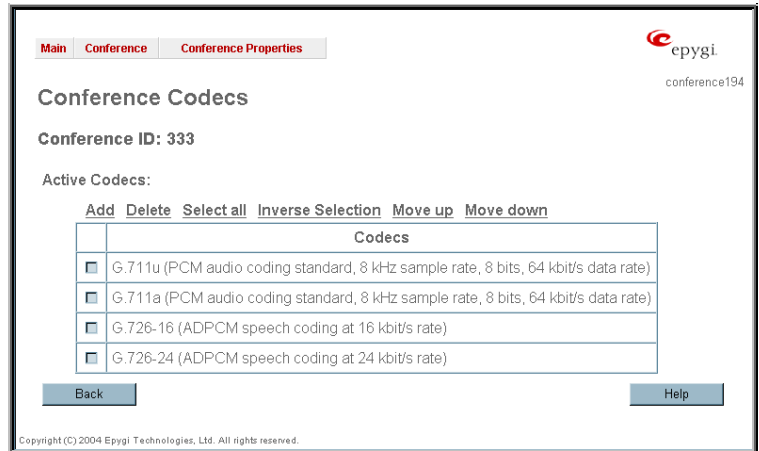 Main Conference Conference Properties
epygi
conference194
Conference Codecs
Conference ID: 333
Active Codecs:
Add Delete Select all Inverse Selection Move up Move down
Codecs
G.711u (PCM audio coding standard, 8 kHz sample rate, 8 bits, 64 kbit/s data rate)
G.711a (PCM audio coding standard, 8 kHz sample rate, 8 bits, 64 kbit/s data rate)
G.726-16 (ADPCM speech coding at 16 kbit/s rate)
G.726-24 (ADPCM speech coding at 24 kbit/s rate)
Back Help
Copyright (C) 2004 Epygi Technologies, Ltd. All rights reserved.